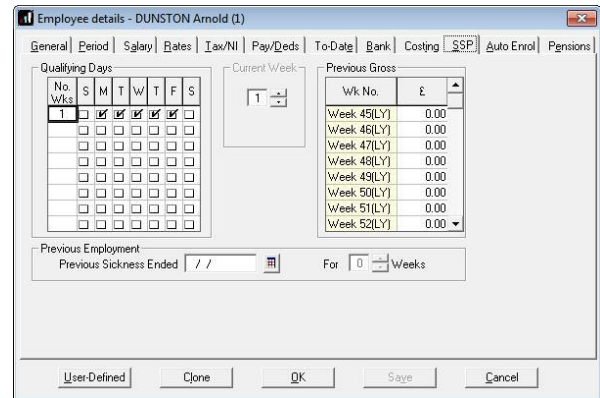 Employee details - DUNSTON Arnold (1)
General Period Salary Rates Tax/NI Pay/Deds To-Date Bank Costing SSP Auto Enrol Pensions
Qualifying Days
No. Wks S M T W T F S
1
Current Week
1
Previous Gross
Wk No. £
Week 45(LY) 0.00
Week 46(LY) 0.00
Week 47(LY) 0.00
Week 48(LY) 0.00
Week 49(LY) 0.00
Week 50(LY) 0.00
Week 51(LY) 0.00
Week 52(LY) 0.00
Previous Employment
Previous Sickness Ended / / For 0 Weeks
User-Defined Clone OK Save Cancel